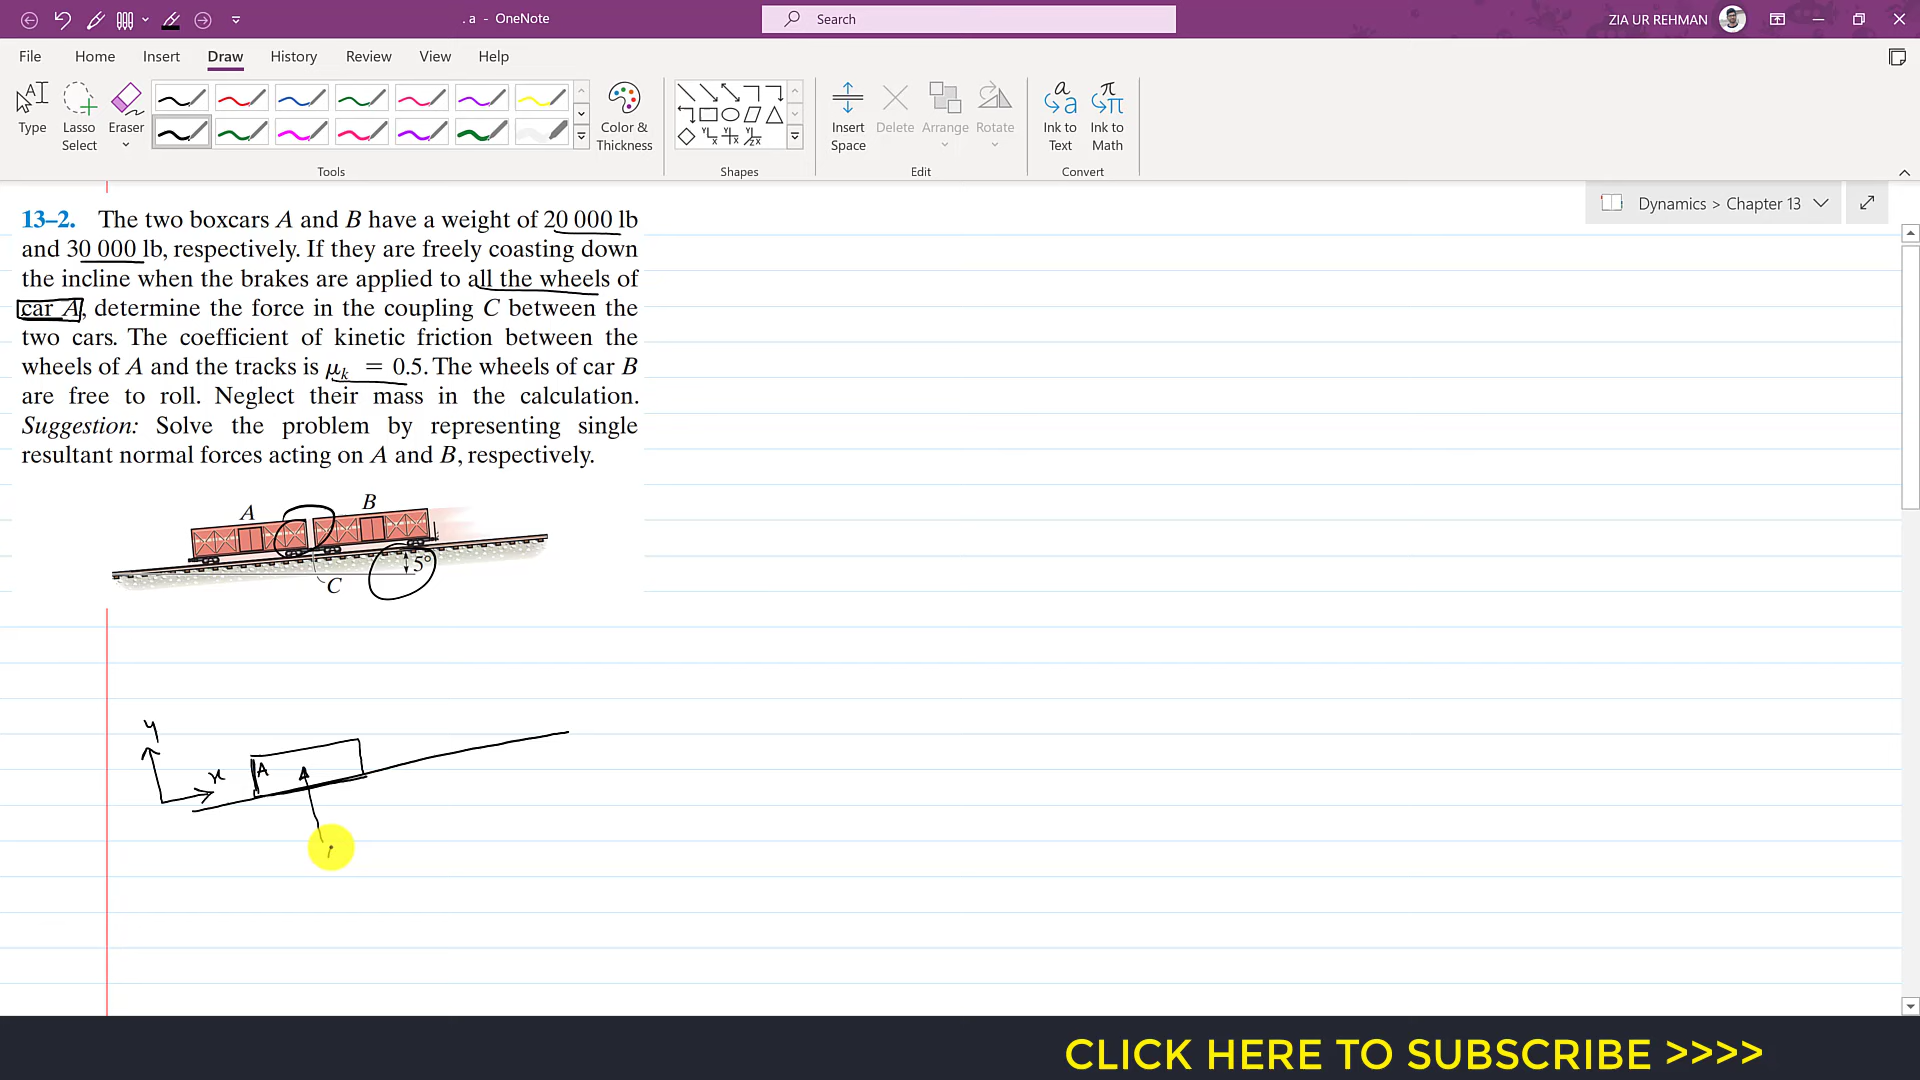 . a - OneNote
Search
ZIA UR REHMAN
File Home Insert Draw History Review View Help
Type
Lasso Select
Eraser
Color & Thickness
Insert Space
Delete
Arrange
Rotate
Ink to Text
Ink to Math
Tools
Shapes
Edit
Convert
Dynamics > Chapter 13
13–2. The two boxcars A and B have a weight of 20 000 lb
and 30 000 lb, respectively. If they are freely coasting down
the incline when the brakes are applied to all the wheels of
car A, determine the force in the coupling C between the
two cars. The coefficient of kinetic friction between the
wheels of A and the tracks is μk = 0.5. The wheels of car B
are free to roll. Neglect their mass in the calculation.
Suggestion: Solve the problem by representing single
resultant normal forces acting on A and B, respectively.
A
B
5°
C
y
x
A
CLICK HERE TO SUBSCRIBE >>>>